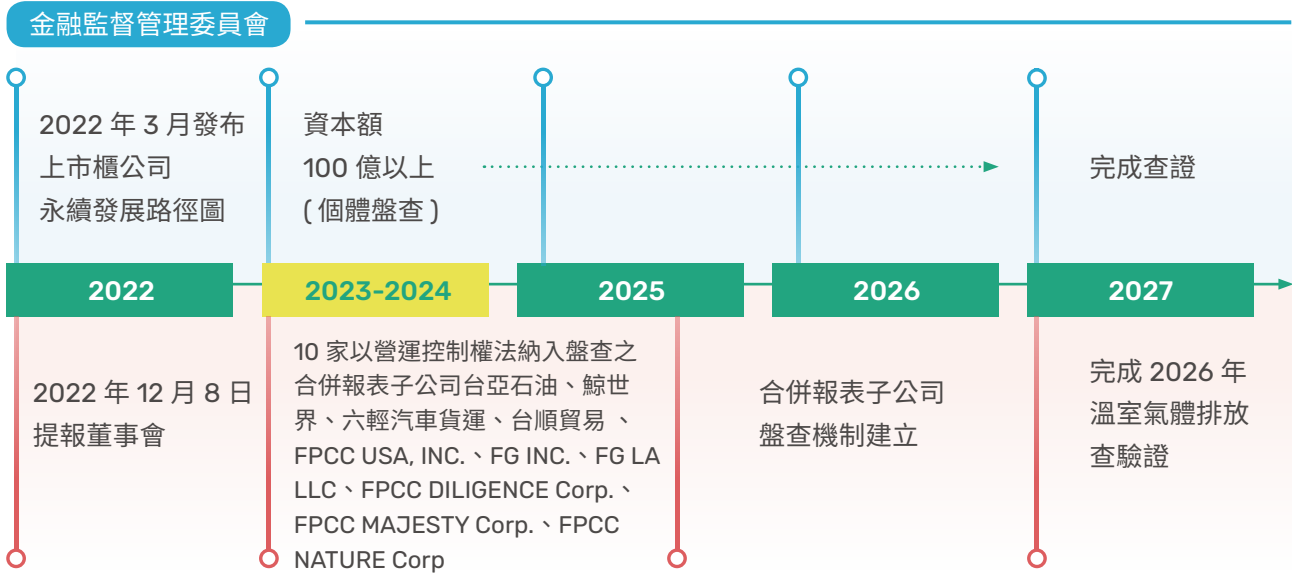 金融監督管理委員會
2022 年 3 月發布
上市櫃公司
永續發展路徑圖
資本額
100 億以上
( 個體盤查 )
完成查證
2022
2023-2024
2025
2026
2027
2022 年 12 月 8 日
提報董事會
10 家以營運控制權法納入盤查之
合併報表子公司台亞石油、鯨世
界、六輕汽車貨運、台順貿易 、
FPCC USA, INC.、FG INC.、FG LA
LLC、FPCC DILIGENCE Corp.、
FPCC MAJESTY Corp.、FPCC
NATURE Corp
合併報表子公司
盤查機制建立
完成 2026 年
溫室氣體排放
查驗證